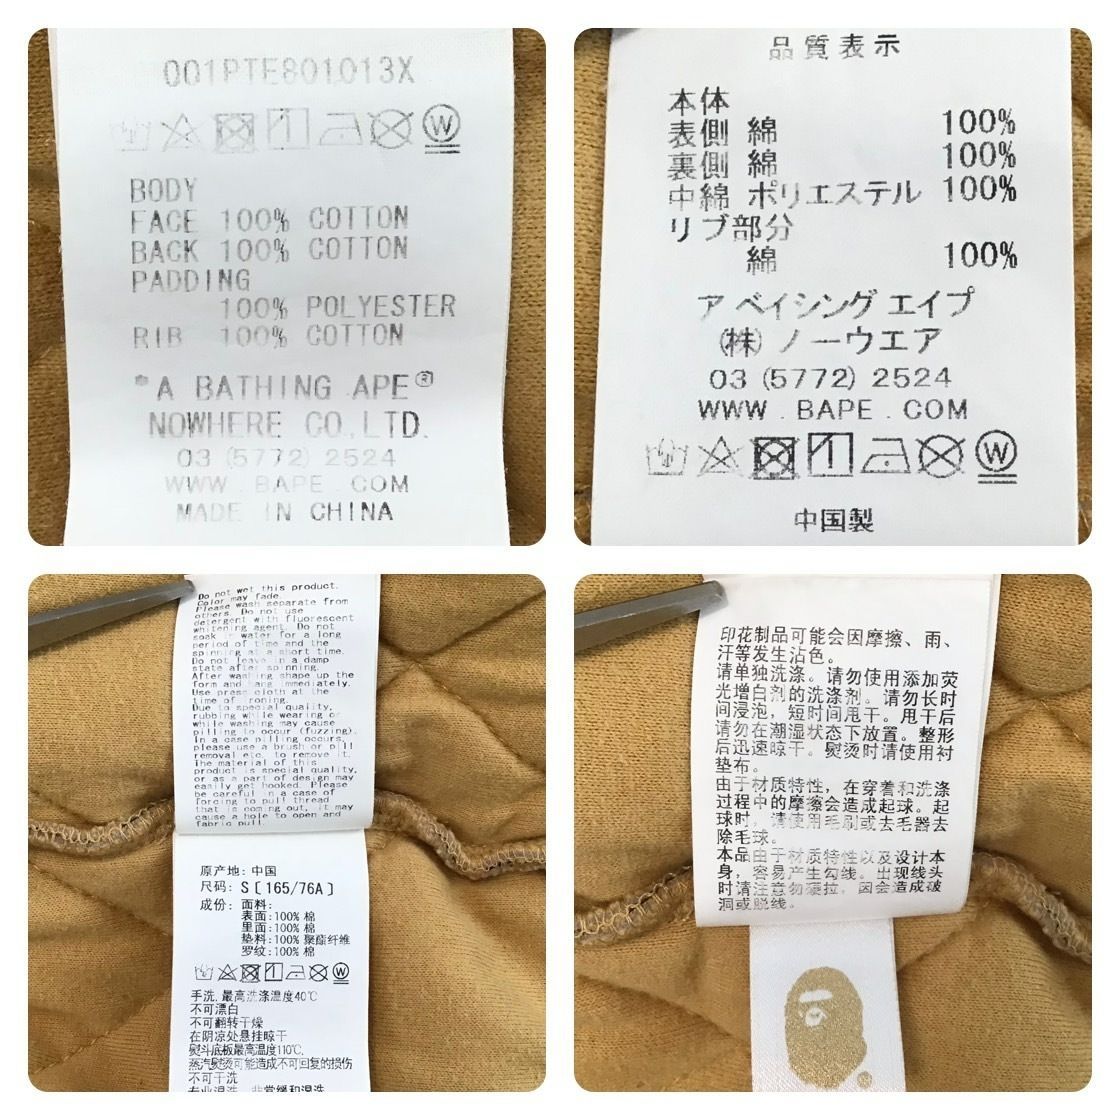 001PTE801013X
W
BODY
FACE 100% COTTON
BACK 100% COTTON
PADDING
100% POLYESTER
RIB 100% COTTON
*A BATHING APE®
NOWHERE CO.,LTD.
03 (5772) 2524
WWW.BAPE.COM
MADE IN CHINA
品質表示
本体
表側 綿 100%
裏側 綿 100%
中綿 ポリエステル 100%
リブ部分
綿 100%
ア ベイシング エイプ
(株) ノーウエア
03 (5772) 2524
WWW.BAPE.COM
W
中国製
Do not wet this product.
Color may fade.
Please wash separate from
others. Do not use
detergent with fluorescent
whitening agent. Do not
soak in water for a long
period of time and the
spinning at a short time.
Do not leave in a damp
state after spinning.
After washing shape up the
form and hang immediately.
Use press cloth at the
time of ironing.
Due to special quality,
rubbing while wearing or
while washing may cause
pilling to occur (fuzzing).
In a case pilling occurs,
please use a brush or pill
removal etc. to remove it.
The material of this
product is special quality,
or as a part of design may
easily get hooked. Please
be careful in a case of
forcing to pull thread
that is coming out, it may
cause a hole to open and
fabric pull.
原产地: 中国
尺码: S [165/76A]
成份: 面料:
表面:100% 棉
里面:100% 棉
垫料:100% 聚酯纤维
罗纹:100% 棉
W
手洗,最高洗涤温度40℃
不可漂白
不可翻转干燥
在阴凉处悬挂晾干
熨斗底板最高温度110℃,
蒸汽熨烫可能造成不可回复的损伤
不可干洗
专业湿洗,非常缓和湿洗
印花制品可能会因摩擦、雨、
汗等发生沾色。
请单独洗涤。请勿使用添加荧
光增白剂的洗涤剂。请勿长时
间浸泡,短时间甩干。甩干后
请勿在潮湿状态下放置。整形
后迅速晾干。熨烫时请使用衬
垫布。
由于材质特性,在穿着和洗涤
过程中的摩擦会造成起球。起
球时,请使用毛刷或去毛器去
除毛球。
本品由于材质特性以及设计本
身,容易产生勾线。出现线头
时请注意勿硬拉,因会造成破
洞或脱线。
®